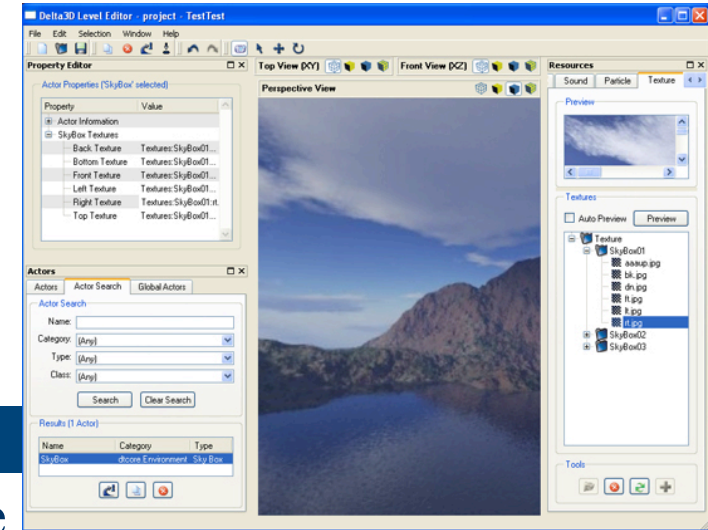 Delta3D Level Editor - project - TestTest
File Edit Selection Window Help
Property Editor
Actor Properties ('SkyBox' selected)
Property Value
Actor Information
SkyBox Textures
Back Texture Textures:SkyBox01...
Bottom Texture Textures:SkyBox01...
Front Texture Textures:SkyBox01...
Left Texture Textures:SkyBox01...
Right Texture Textures:SkyBox01:rt.
Top Texture Textures:SkyBox01...
Actors
Actors Actor Search Global Actors
Actor Search
Name:
Category: (Any)
Type: (Any)
Class: (Any)
Search Clear Search
Results (1 Actor)
Name Category Type
SkyBox dtcore.Environment Sky Box
Top View (XY) Front View (XZ)
Perspective View
Resources
Sound Particle Texture
Preview
Textures
Auto Preview Preview
Texture
SkyBox01
bk.jpg
dn.jpg
ft.jpg
lt.jpg
rt.jpg
SkyBox02
SkyBox03
Tools